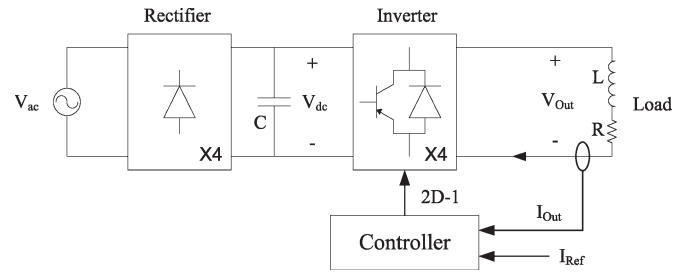 Rectifier
Inverter
V_ac
C
+
V_dc
-
+
V_Out
-
L
R
Load
X4
X4
2D-1
I_Out
Controller
I_Ref